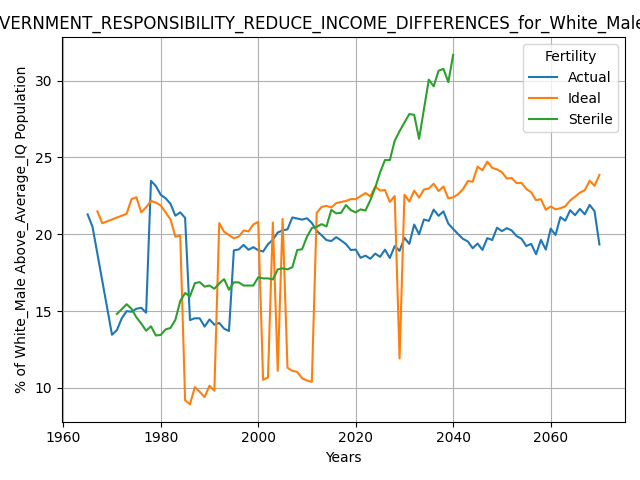 VERNMENT_RESPONSIBILITY_REDUCE_INCOME_DIFFERENCES_for_White_Male
% of White_Male Above_Average_IQ Population
30
25
20
15
10
Fertility
Actual
Ideal
Sterile
1960 1980 2000 2020 2040 2060
Years